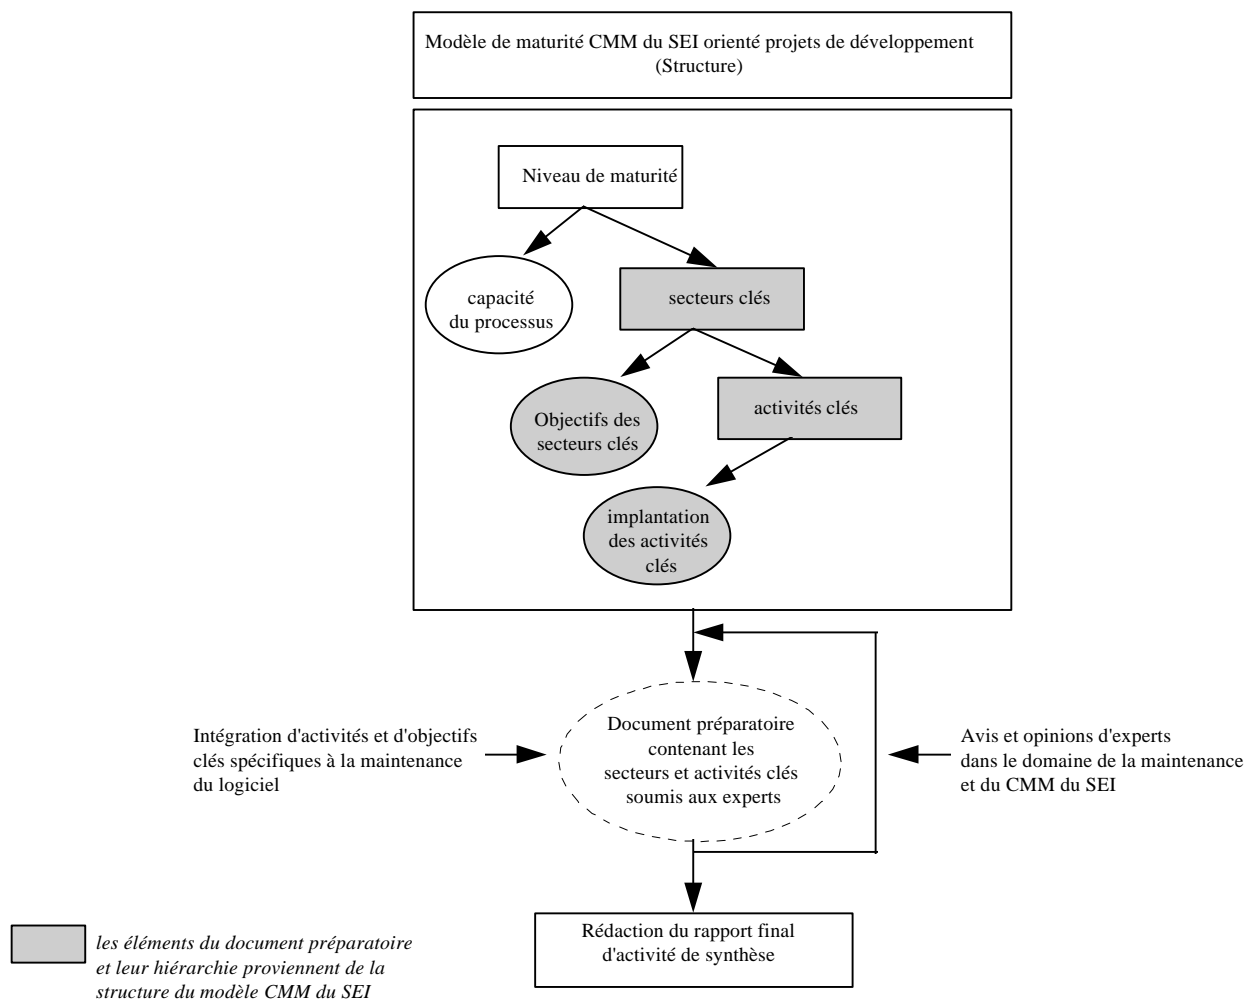 Modèle de maturité CMM du SEI orienté projets de développement
(Structure)
Niveau de maturité
capacité
du processus
secteurs clés
Objectifs des
secteurs clés
activités clés
implantation
des activités
clés
Intégration d'activités et d'objectifs
clés spécifiques à la maintenance
du logiciel
Document préparatoire
contenant les
secteurs et activités clés
soumis aux experts
Avis et opinions d'experts
dans le domaine de la maintenance
et du CMM du SEI
Rédaction du rapport final
d'activité de synthèse
les éléments du document préparatoire
et leur hiérarchie proviennent de la
structure du modèle CMM du SEI